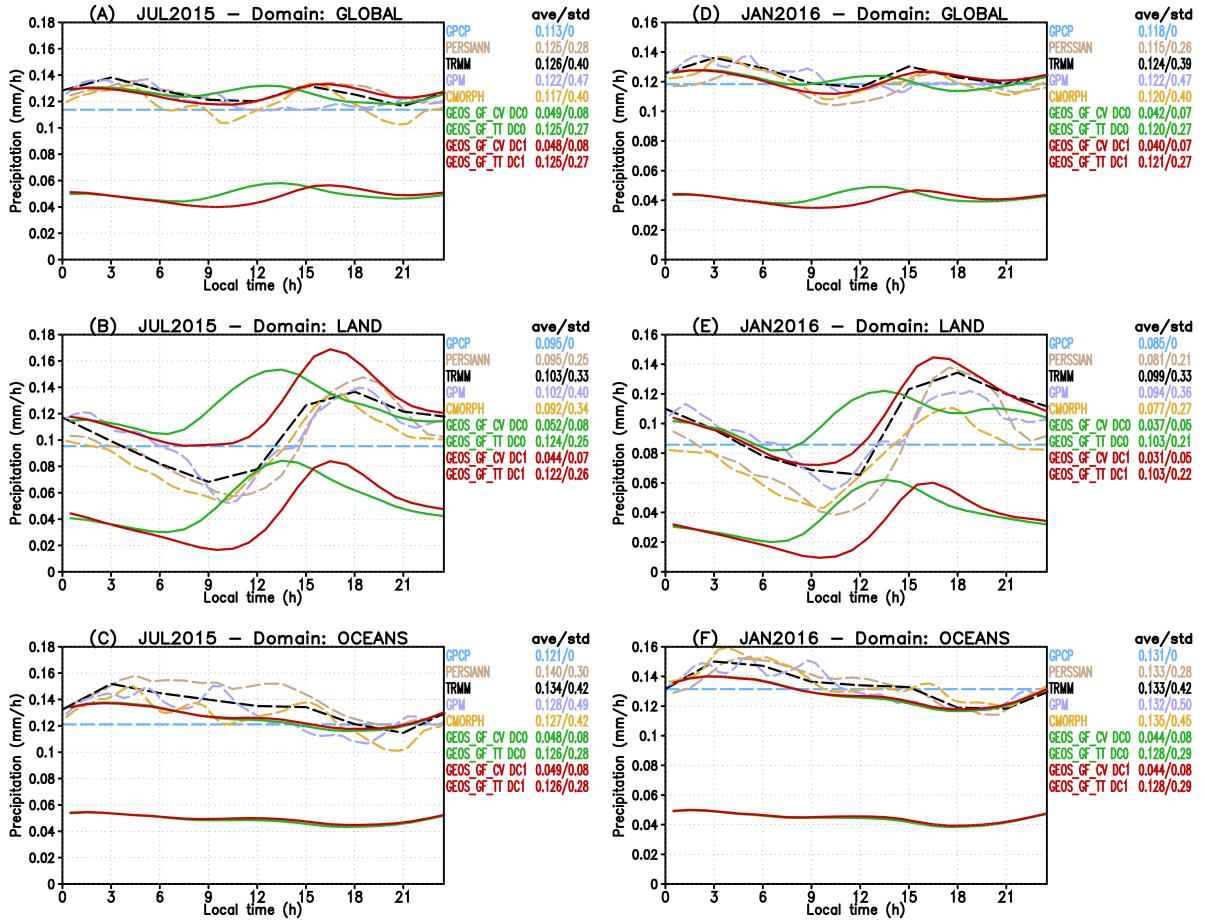 (A) JUL2015 – Domain: GLOBAL ave/std
GPCP 0.113/0
PERSIANN 0.125/0.28
TRMM 0.126/0.40
GPM 0.122/0.47
CMORPH 0.117/0.40
GEOS_GF_CV DC0 0.049/0.08
GEOS_GF_TT DC0 0.125/0.27
GEOS_GF_CV DC1 0.048/0.08
GEOS_GF_TT DC1 0.125/0.27
Precipitation (mm/h)
0.18
0.16
0.14
0.12
0.1
0.08
0.06
0.04
0.02
0
0 3 6 9 12 15 18 21
Local time (h)
(D) JAN2016 – Domain: GLOBAL ave/std
GPCP 0.118/0
PERSSIAN 0.115/0.26
TRMM 0.124/0.39
GPM 0.122/0.47
CMORPH 0.120/0.40
GEOS_GF_CV DC0 0.042/0.07
GEOS_GF_TT DC0 0.120/0.27
GEOS_GF_CV DC1 0.040/0.07
GEOS_GF_TT DC1 0.121/0.27
Precipitation (mm/h)
0.16
0.14
0.12
0.1
0.08
0.06
0.04
0.02
0
0 3 6 9 12 15 18 21
Local time (h)
(B) JUL2015 – Domain: LAND ave/std
GPCP 0.095/0
PERSIANN 0.095/0.25
TRMM 0.103/0.33
GPM 0.102/0.40
CMORPH 0.092/0.34
GEOS_GF_CV DC0 0.052/0.08
GEOS_GF_TT DC0 0.124/0.25
GEOS_GF_CV DC1 0.044/0.07
GEOS_GF_TT DC1 0.122/0.26
Precipitation (mm/h)
0.18
0.16
0.14
0.12
0.1
0.08
0.06
0.04
0.02
0
0 3 6 9 12 15 18 21
Local time (h)
(E) JAN2016 – Domain: LAND ave/std
GPCP 0.085/0
PERSSIAN 0.081/0.21
TRMM 0.099/0.33
GPM 0.094/0.36
CMORPH 0.077/0.27
GEOS_GF_CV DC0 0.037/0.06
GEOS_GF_TT DC0 0.103/0.21
GEOS_GF_CV DC1 0.031/0.06
GEOS_GF_TT DC1 0.103/0.22
Precipitation (mm/h)
0.16
0.14
0.12
0.1
0.08
0.06
0.04
0.02
0
0 3 6 9 12 15 18 21
Local time (h)
(C) JUL2015 – Domain: OCEANS ave/std
GPCP 0.121/0
PERSIANN 0.140/0.30
TRMM 0.134/0.42
GPM 0.128/0.49
CMORPH 0.127/0.42
GEOS_GF_CV DC0 0.048/0.08
GEOS_GF_TT DC0 0.126/0.28
GEOS_GF_CV DC1 0.049/0.08
GEOS_GF_TT DC1 0.126/0.28
Precipitation (mm/h)
0.18
0.16
0.14
0.12
0.1
0.08
0.06
0.04
0.02
0
0 3 6 9 12 15 18 21
Local time (h)
(F) JAN2016 – Domain: OCEANS ave/std
GPCP 0.131/0
PERSSIAN 0.133/0.28
TRMM 0.133/0.42
GPM 0.132/0.50
CMORPH 0.135/0.45
GEOS_GF_CV DC0 0.044/0.08
GEOS_GF_TT DC0 0.128/0.29
GEOS_GF_CV DC1 0.044/0.08
GEOS_GF_TT DC1 0.128/0.29
Precipitation (mm/h)
0.16
0.14
0.12
0.1
0.08
0.06
0.04
0.02
0
0 3 6 9 12 15 18 21
Local time (h)